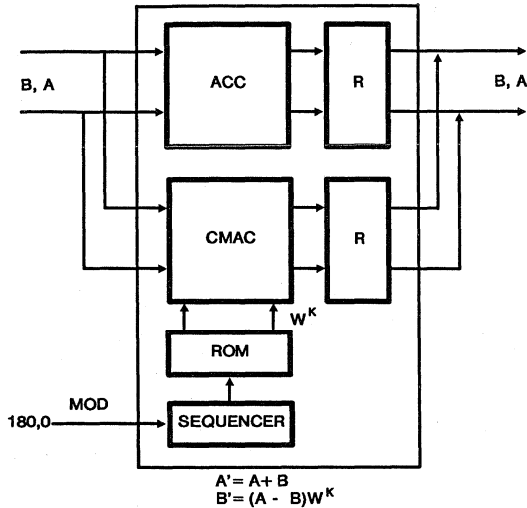 ACC
R
B, A
B, A
CMAC
R
W^K
ROM
MOD
180,0
SEQUENCER
A' = A + B
B' = (A - B)W^K